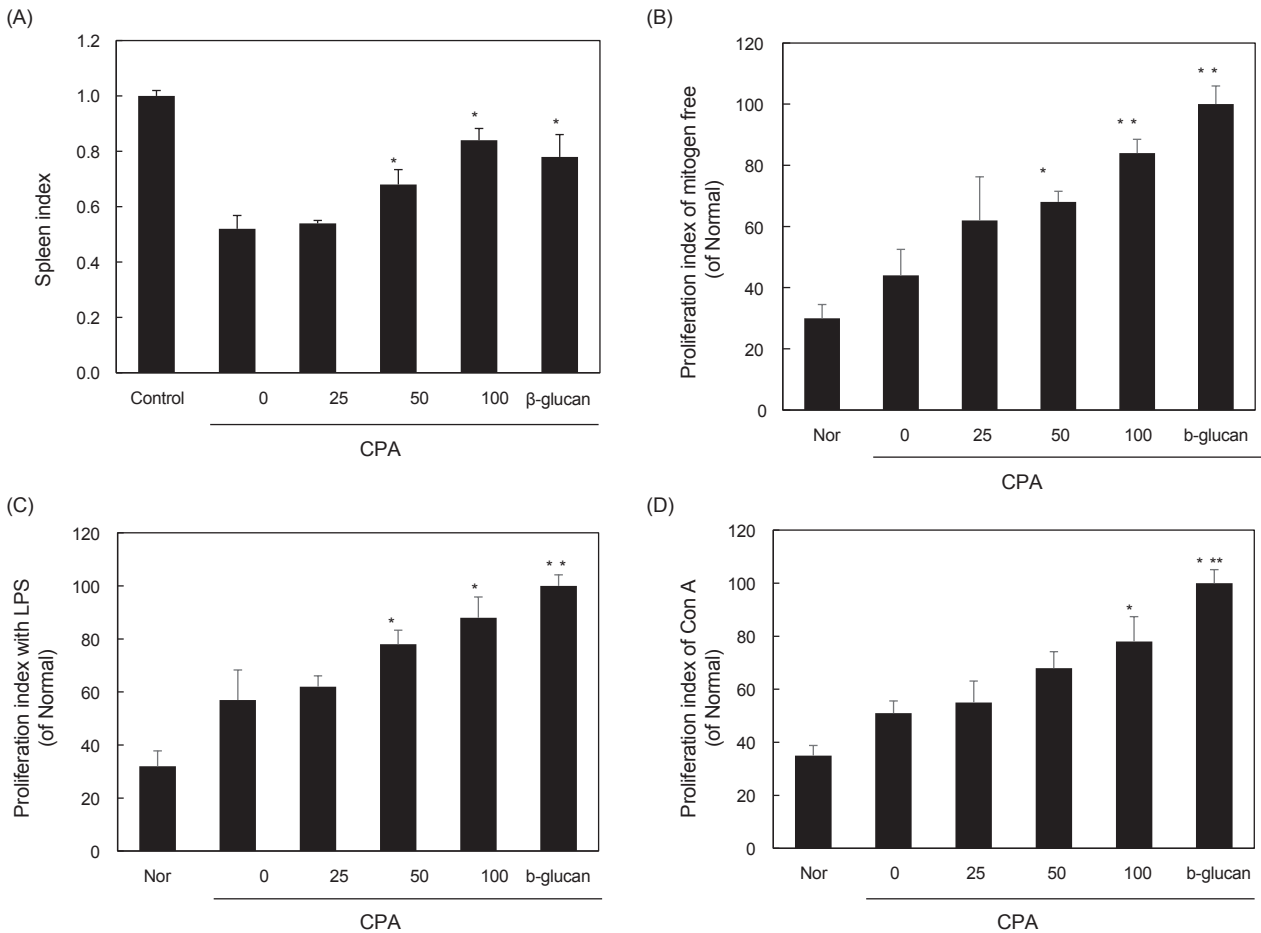 (A)
Spleen index
1.2
1.0
0.8
0.6
0.4
0.2
0.0
*
*
*
Control 0 25 50 100 β-glucan
CPA
(B)
Proliferation index of mitogen free
(of Normal)
120
100
80
60
40
20
0
*
* *
* *
Nor 0 25 50 100 b-glucan
CPA
(C)
Proliferation index with LPS
(of Normal)
120
100
80
60
40
20
0
*
*
* *
Nor 0 25 50 100 b-glucan
CPA
(D)
Proliferation index of Con A
(of Normal)
120
100
80
60
40
20
0
*
* **
Nor 0 25 50 100 b-glucan
CPA